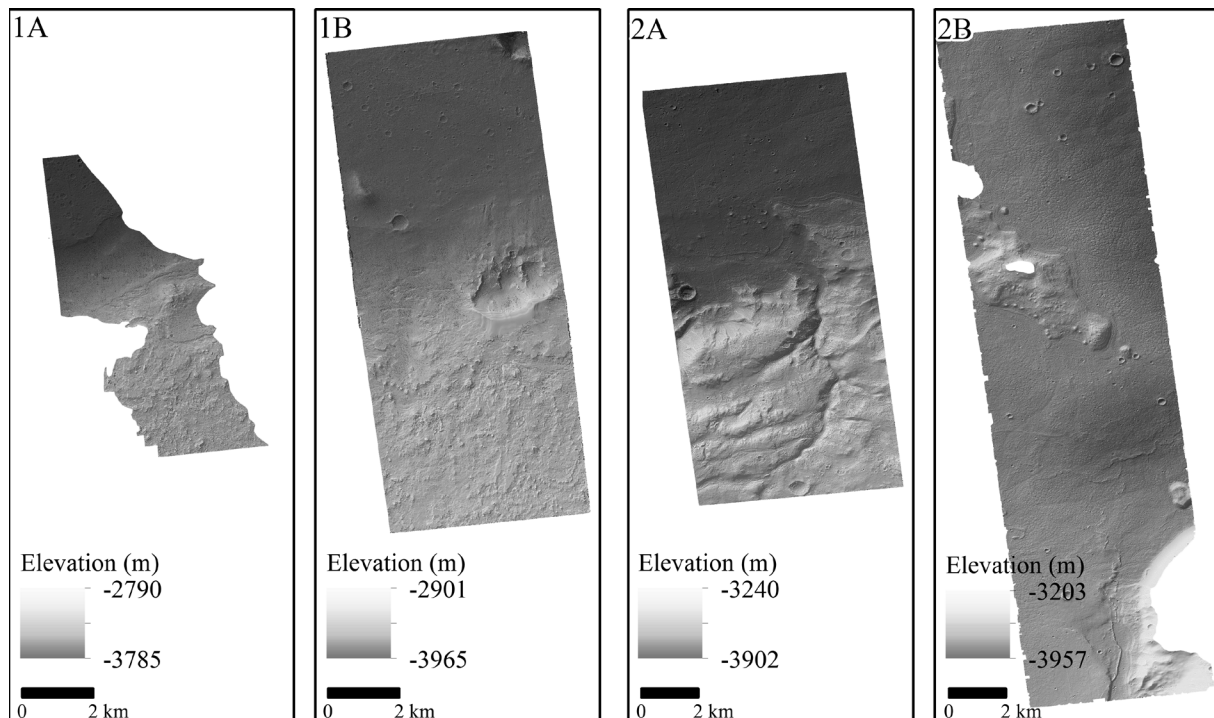 1A
Elevation (m)
-2790
-3785
0 2 km
1B
Elevation (m)
-2901
-3965
0 2 km
2A
Elevation (m)
-3240
-3902
0 2 km
2B
Elevation (m)
-3203
-3957
0 2 km